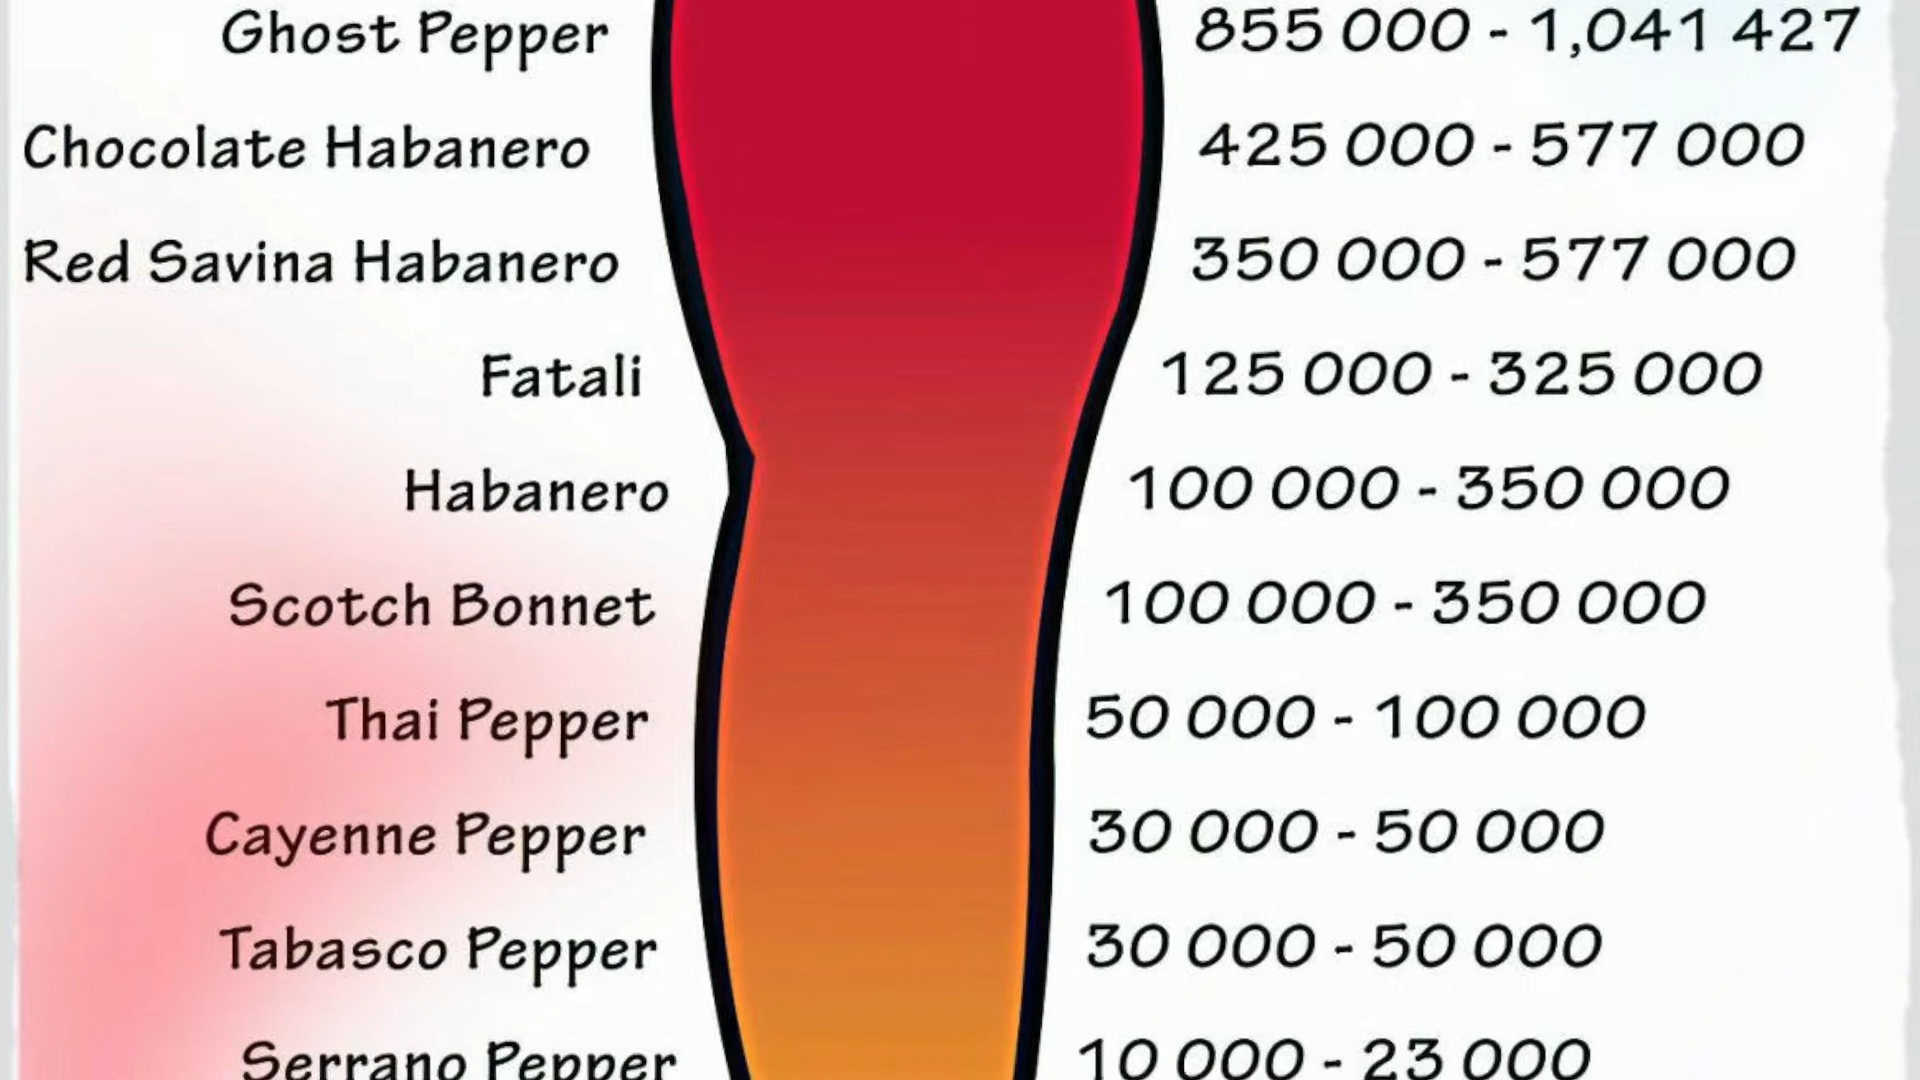 Ghost Pepper 855 000 - 1,041 427
Chocolate Habanero 425 000 - 577 000
Red Savina Habanero 350 000 - 577 000
Fatali 125 000 - 325 000
Habanero 100 000 - 350 000
Scotch Bonnet 100 000 - 350 000
Thai Pepper 50 000 - 100 000
Cayenne Pepper 30 000 - 50 000
Tabasco Pepper 30 000 - 50 000
Serrano Pepper 10 000 - 23 000